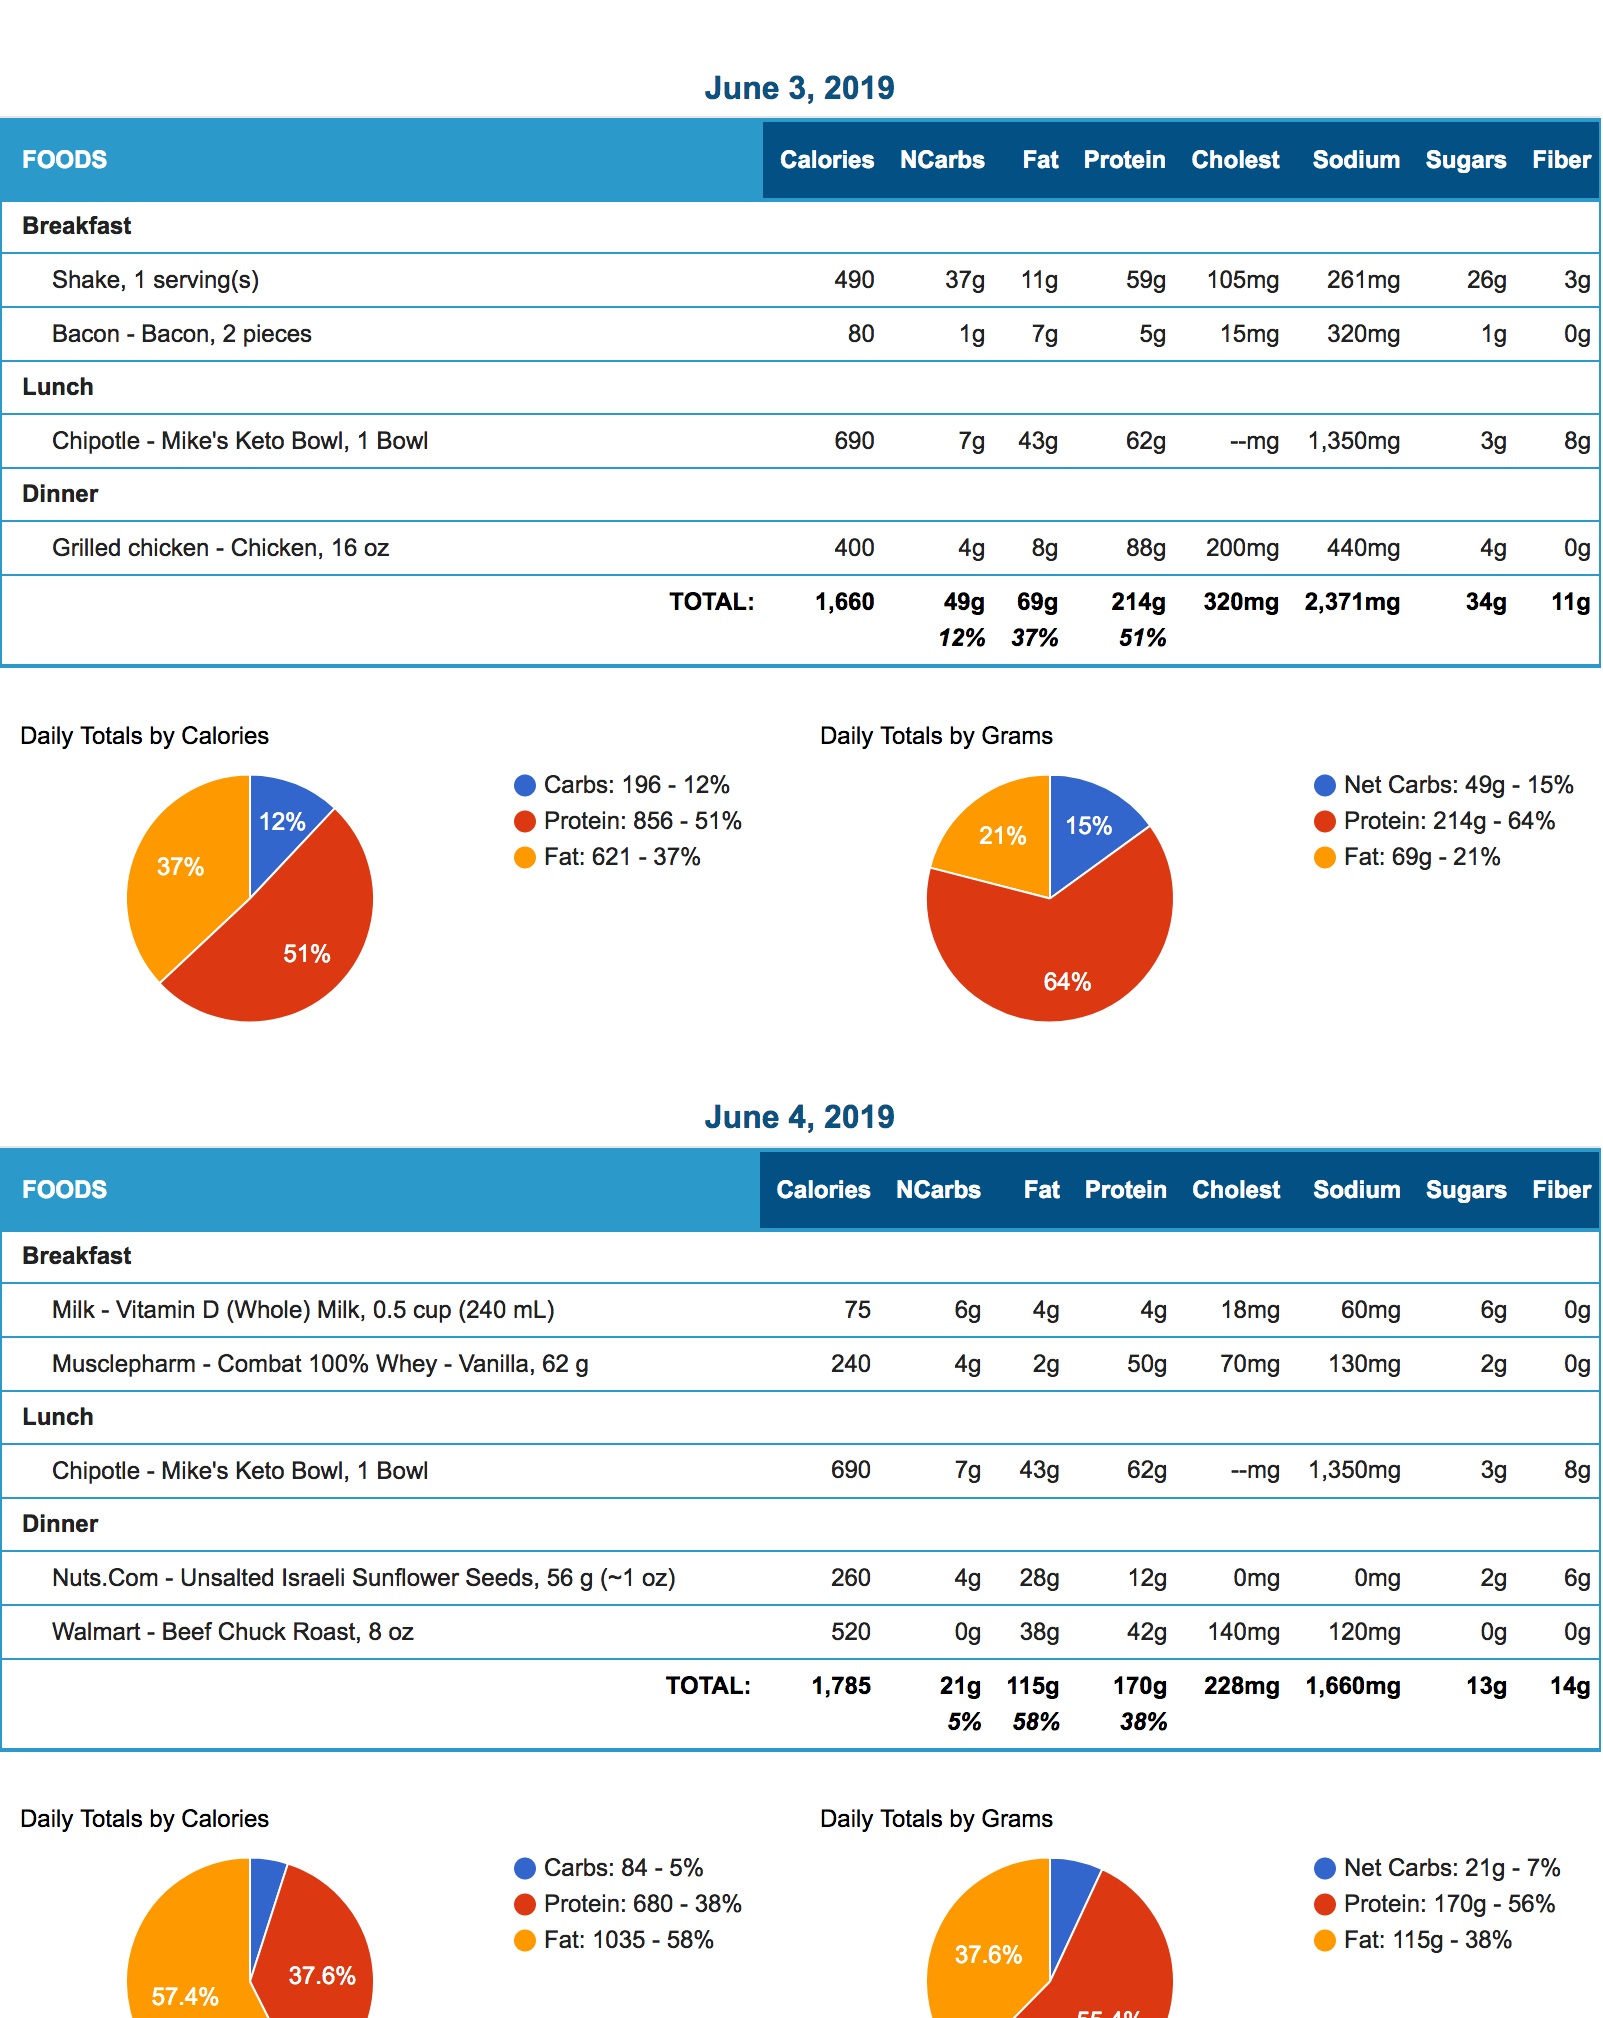 June 3, 2019
FOODS Calories NCarbs Fat Protein Cholest Sodium Sugars Fiber
Breakfast
Shake, 1 serving(s) 490 37g 11g 59g 105mg 261mg 26g 3g
Bacon - Bacon, 2 pieces 80 1g 7g 5g 15mg 320mg 1g 0g
Lunch
Chipotle - Mike's Keto Bowl, 1 Bowl 690 7g 43g 62g --mg 1,350mg 3g 8g
Dinner
Grilled chicken - Chicken, 16 oz 400 4g 8g 88g 200mg 440mg 4g 0g
TOTAL: 1,660 49g 69g 214g 320mg 2,371mg 34g 11g
12% 37% 51%
Daily Totals by Calories
Carbs: 196 - 12%
Protein: 856 - 51%
Fat: 621 - 37%
12%
37%
51%
Daily Totals by Grams
Net Carbs: 49g - 15%
Protein: 214g - 64%
Fat: 69g - 21%
15%
21%
64%
June 4, 2019
FOODS Calories NCarbs Fat Protein Cholest Sodium Sugars Fiber
Breakfast
Milk - Vitamin D (Whole) Milk, 0.5 cup (240 mL) 75 6g 4g 4g 18mg 60mg 6g 0g
Musclepharm - Combat 100% Whey - Vanilla, 62 g 240 4g 2g 50g 70mg 130mg 2g 0g
Lunch
Chipotle - Mike's Keto Bowl, 1 Bowl 690 7g 43g 62g --mg 1,350mg 3g 8g
Dinner
Nuts.Com - Unsalted Israeli Sunflower Seeds, 56 g (~1 oz) 260 4g 28g 12g 0mg 0mg 2g 6g
Walmart - Beef Chuck Roast, 8 oz 520 0g 38g 42g 140mg 120mg 0g 0g
TOTAL: 1,785 21g 115g 170g 228mg 1,660mg 13g 14g
5% 58% 38%
Daily Totals by Calories
Carbs: 84 - 5%
Protein: 680 - 38%
Fat: 1035 - 58%
37.6%
57.4%
Daily Totals by Grams
Net Carbs: 21g - 7%
Protein: 170g - 56%
Fat: 115g - 38%
37.6%